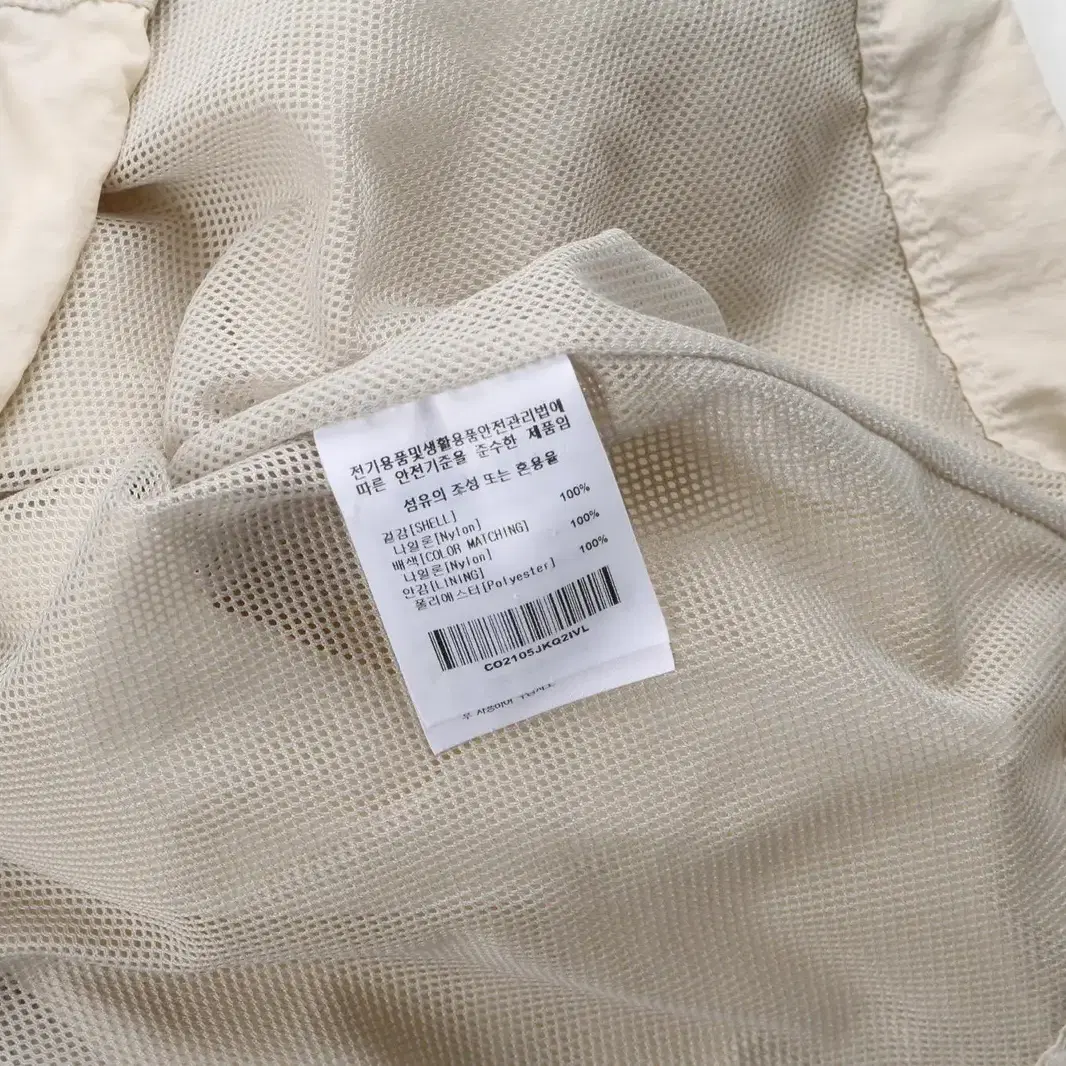 전기용품및생활용품안전관리법에
따른 안전기준을 준수한 제품임
섬유의 조성 또는 혼용율
겉감[SHELL]
나일론[Nylon] 100%
배색[COLOR MATCHING]
나일론[Nylon] 100%
안감[LINING]
폴리에스터[Polyester] 100%
CO2105JKQ2IVL